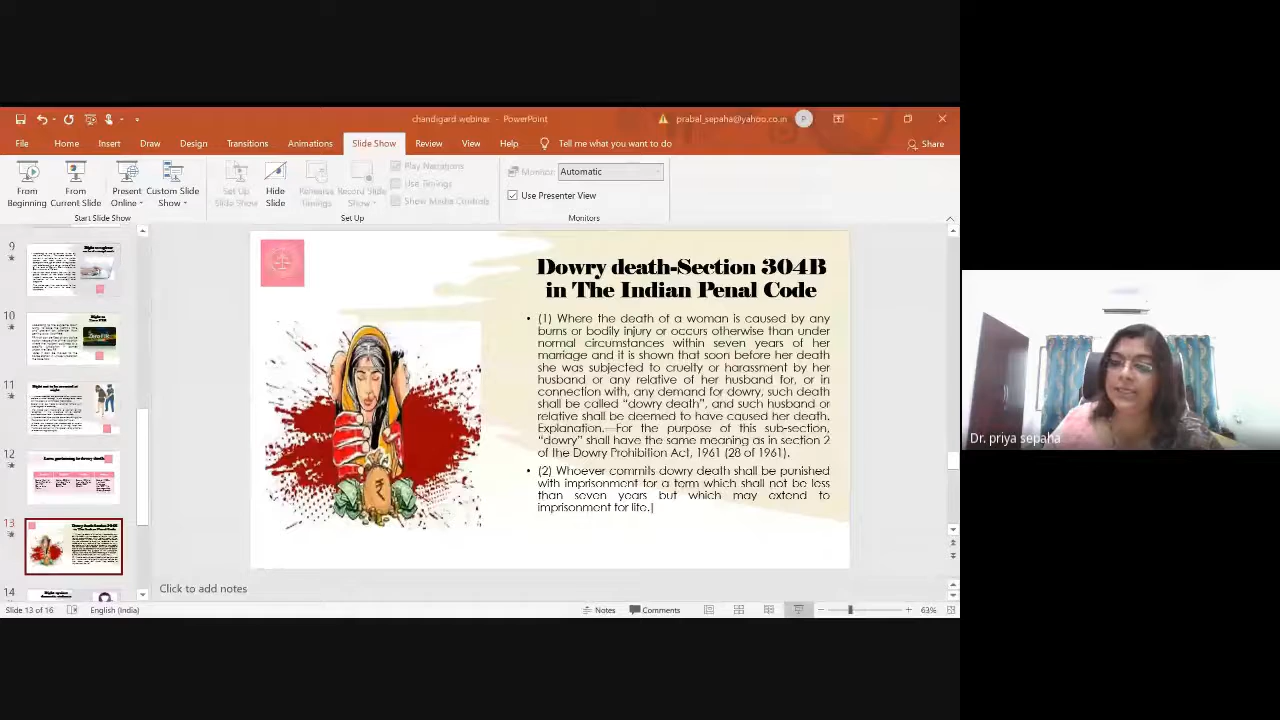 chandigard webinar - PowerPoint
prabal_sepaha@yahoo.co.in
P
File
Home
Insert
Draw
Design
Transitions
Animations
Slide Show
Review
View
Help
Tell me what you want to do
Share
From Beginning
From Current Slide
Present Online
Custom Slide Show
Set Up Slide Show
Hide Slide
Rehearse Timings
Record Slide Show
Play Narrations
Use Timings
Show Media Controls
Monitor:
Automatic
Use Presenter View
Start Slide Show
Set Up
Monitors
9
10
11
12
13
14
Dowry death-Section 304B
in The Indian Penal Code
• (1) Where the death of a woman is caused by any
burns or bodily injury or occurs otherwise than under
normal circumstances within seven years of her
marriage and it is shown that soon before her death
she was subjected to cruelty or harassment by her
husband or any relative of her husband for, or in
connection with, any demand for dowry, such death
shall be called "dowry death", and such husband or
relative shall be deemed to have caused her death.
Explanation.—For the purpose of this sub-section,
"dowry" shall have the same meaning as in section 2
of the Dowry Prohibition Act, 1961 (28 of 1961).
• (2) Whoever commits dowry death shall be punished
with imprisonment for a term which shall not be less
than seven years but which may extend to
imprisonment for life.]
₹
Click to add notes
Slide 13 of 16
English (India)
Notes
Comments
63%
Dr. priya sepaha